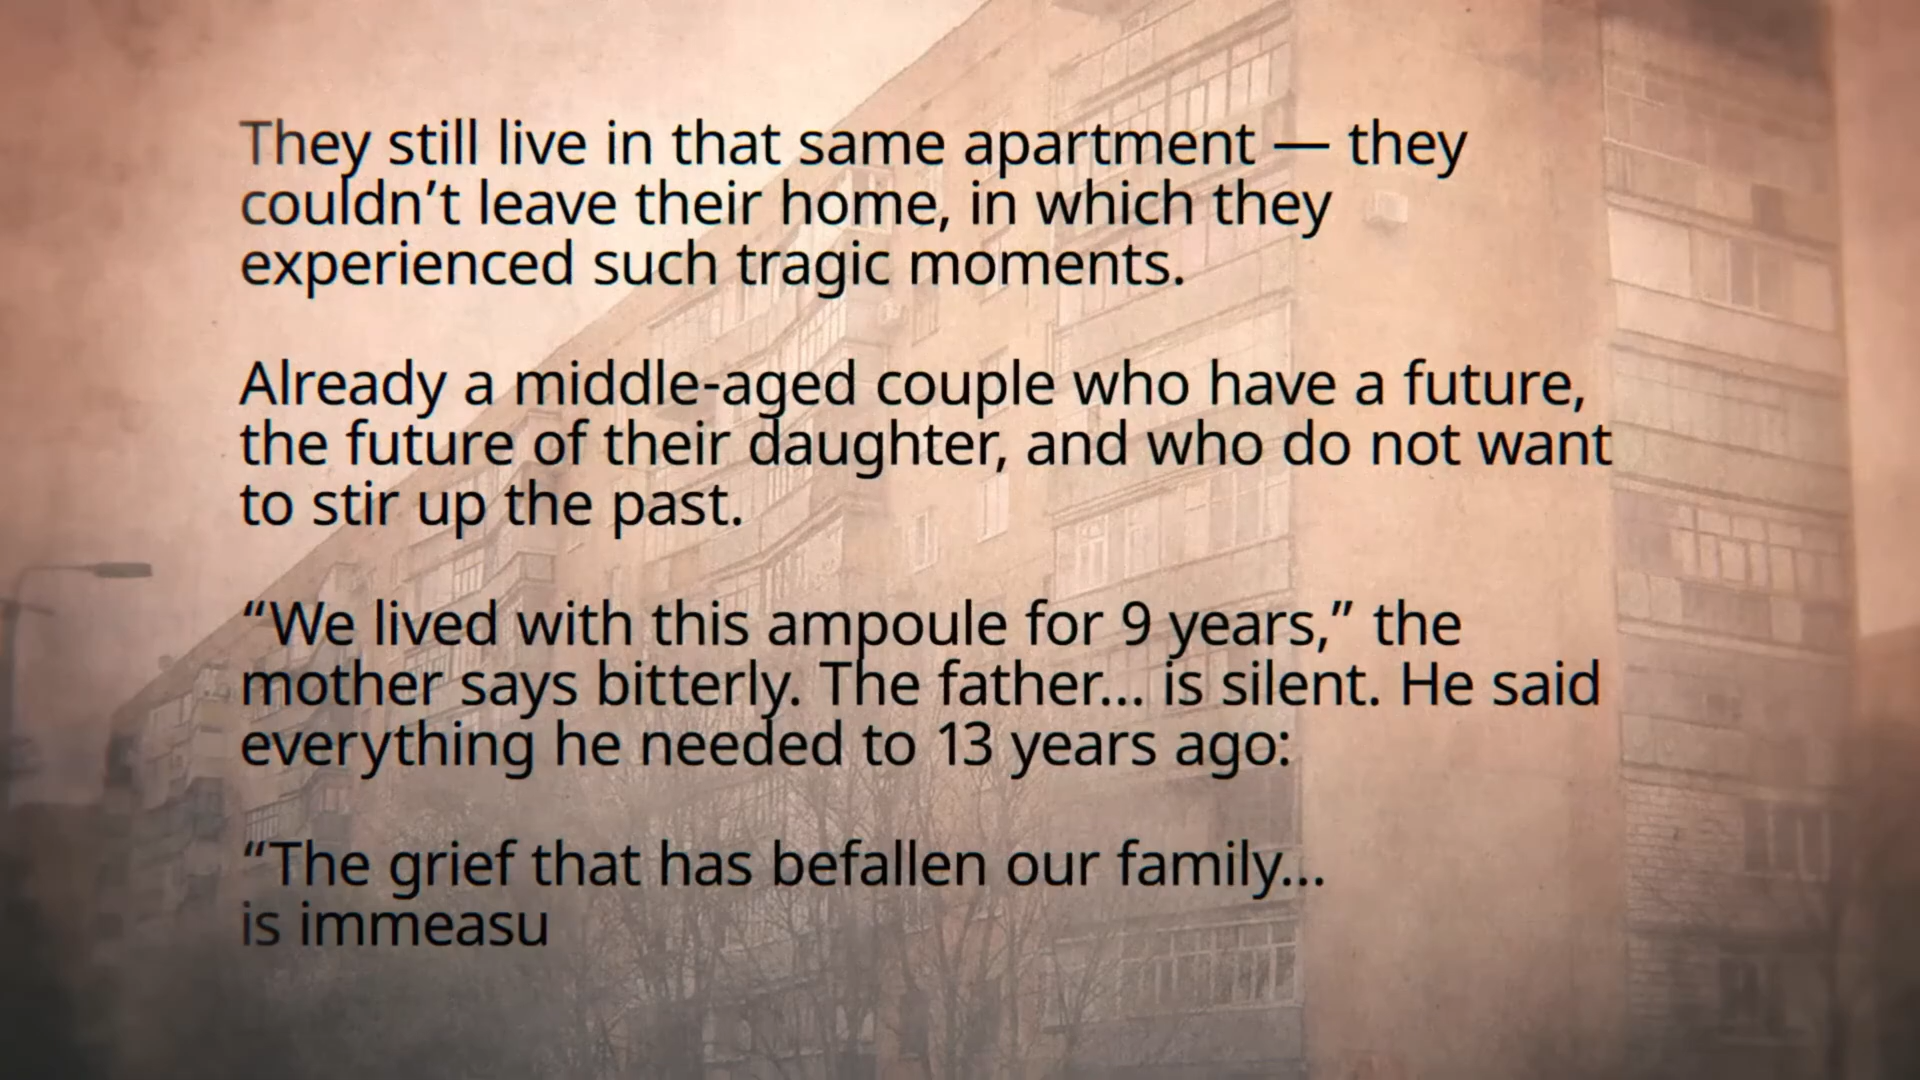 They still live in that same apartment — they
couldn’t leave their home, in which they
experienced such tragic moments.
Already a middle-aged couple who have a future,
the future of their daughter, and who do not want
to stir up the past.
“We lived with this ampoule for 9 years,” the
mother says bitterly. The father... is silent. He said
everything he needed to 13 years ago:
“The grief that has befallen our family...
is immeasu